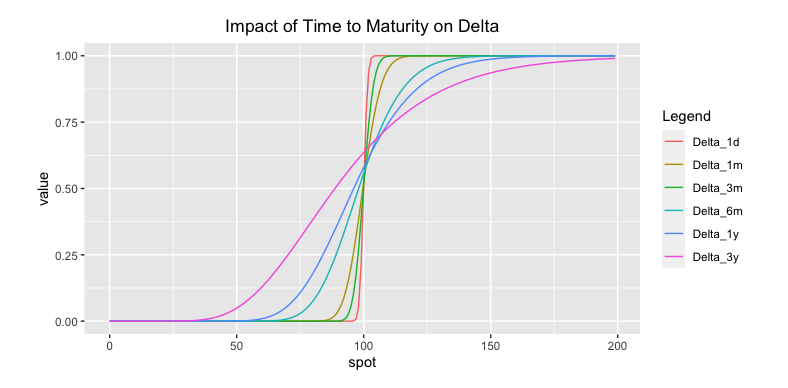 Impact of Time to Maturity on Delta
1.00
0.75
0.50
0.25
0.00
value
0
50
100
150
200
spot
Legend
Delta_1d
Delta_1m
Delta_3m
Delta_6m
Delta_1y
Delta_3y